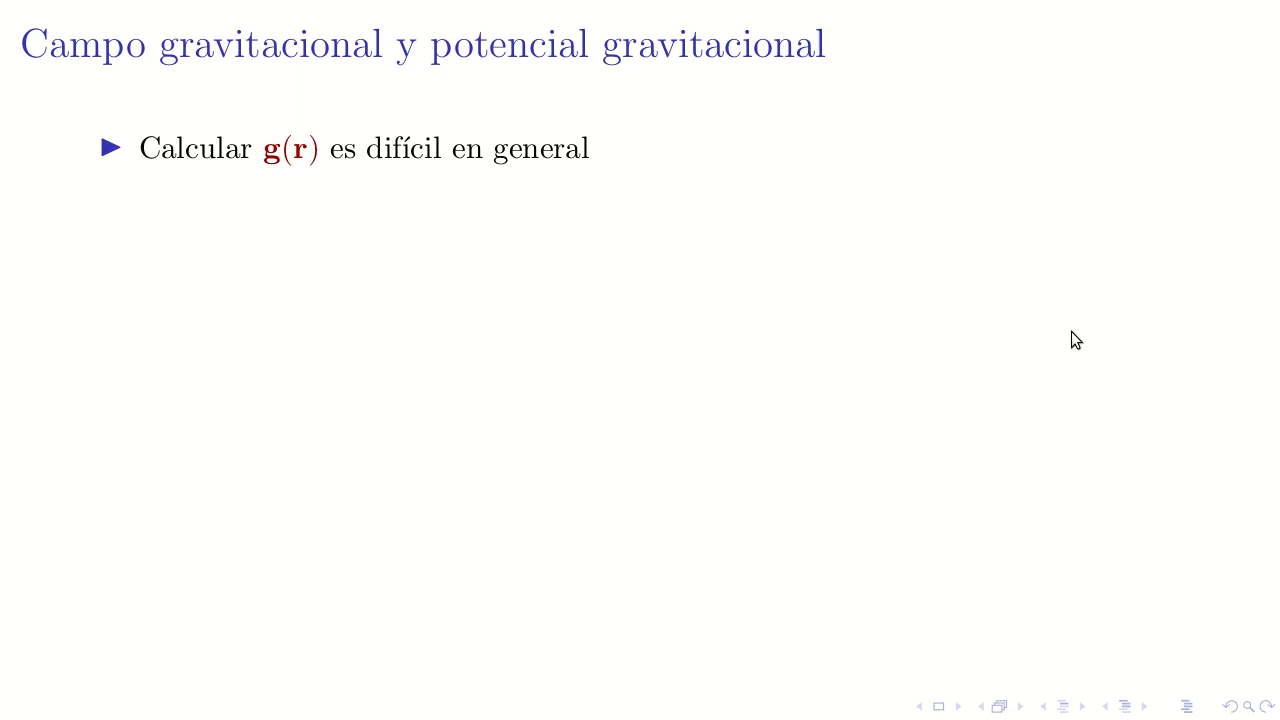 Campo gravitacional y potencial gravitacional
Calcular g(r) es difícil en general